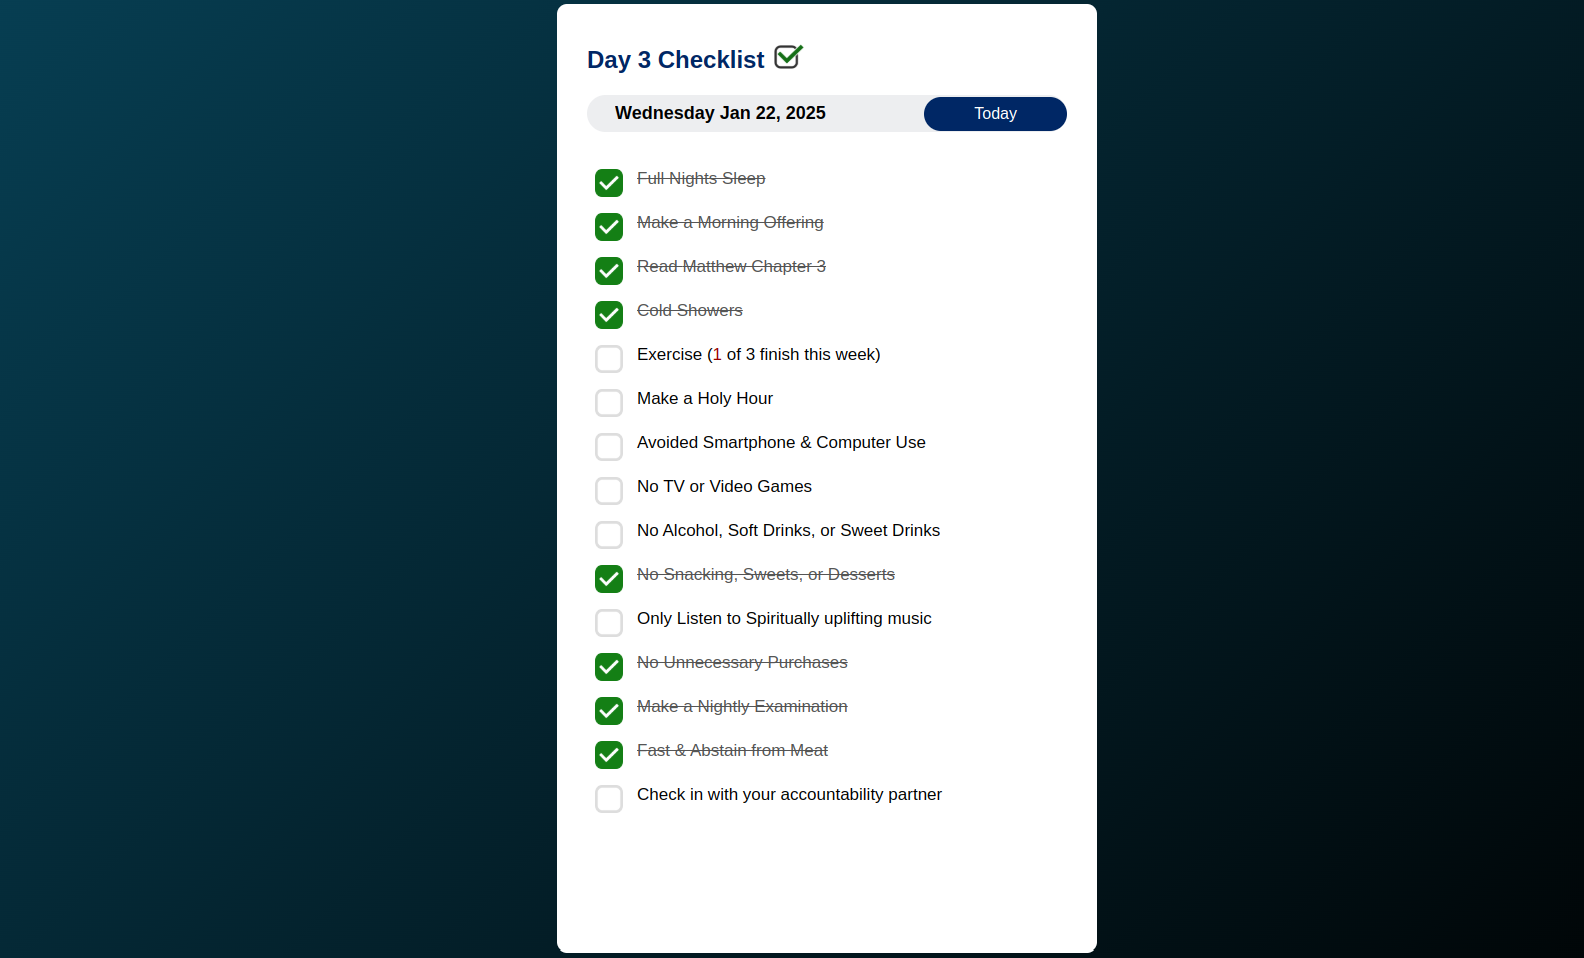 Day 3 Checklist
Wednesday Jan 22, 2025
Today
Full Nights Sleep
Make a Morning Offering
Read Matthew Chapter 3
Cold Showers
Exercise (1 of 3 finish this week)
Make a Holy Hour
Avoided Smartphone & Computer Use
No TV or Video Games
No Alcohol, Soft Drinks, or Sweet Drinks
No Snacking, Sweets, or Desserts
Only Listen to Spiritually uplifting music
No Unnecessary Purchases
Make a Nightly Examination
Fast & Abstain from Meat
Check in with your accountability partner